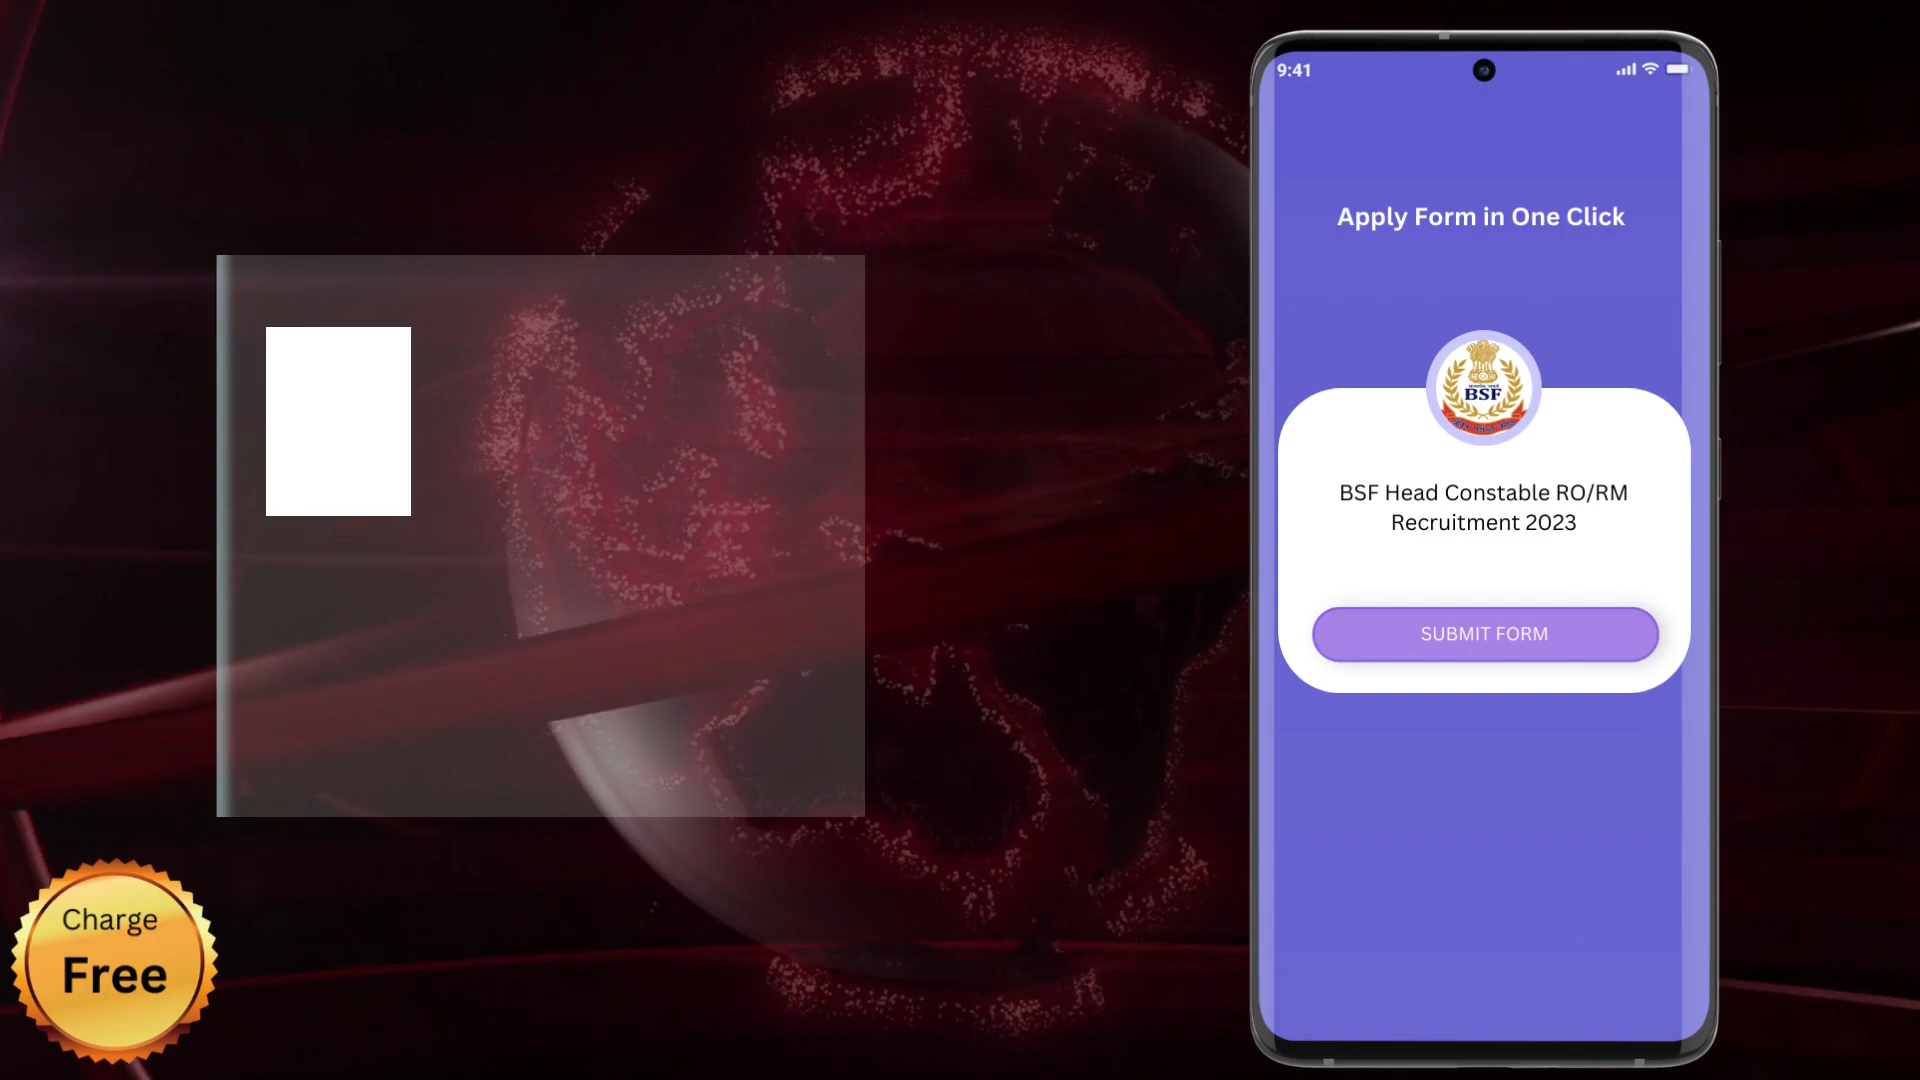 9:41
Apply Form in One Click
BSF
BSF Head Constable RO/RM
Recruitment 2023
SUBMIT FORM
Charge
Free